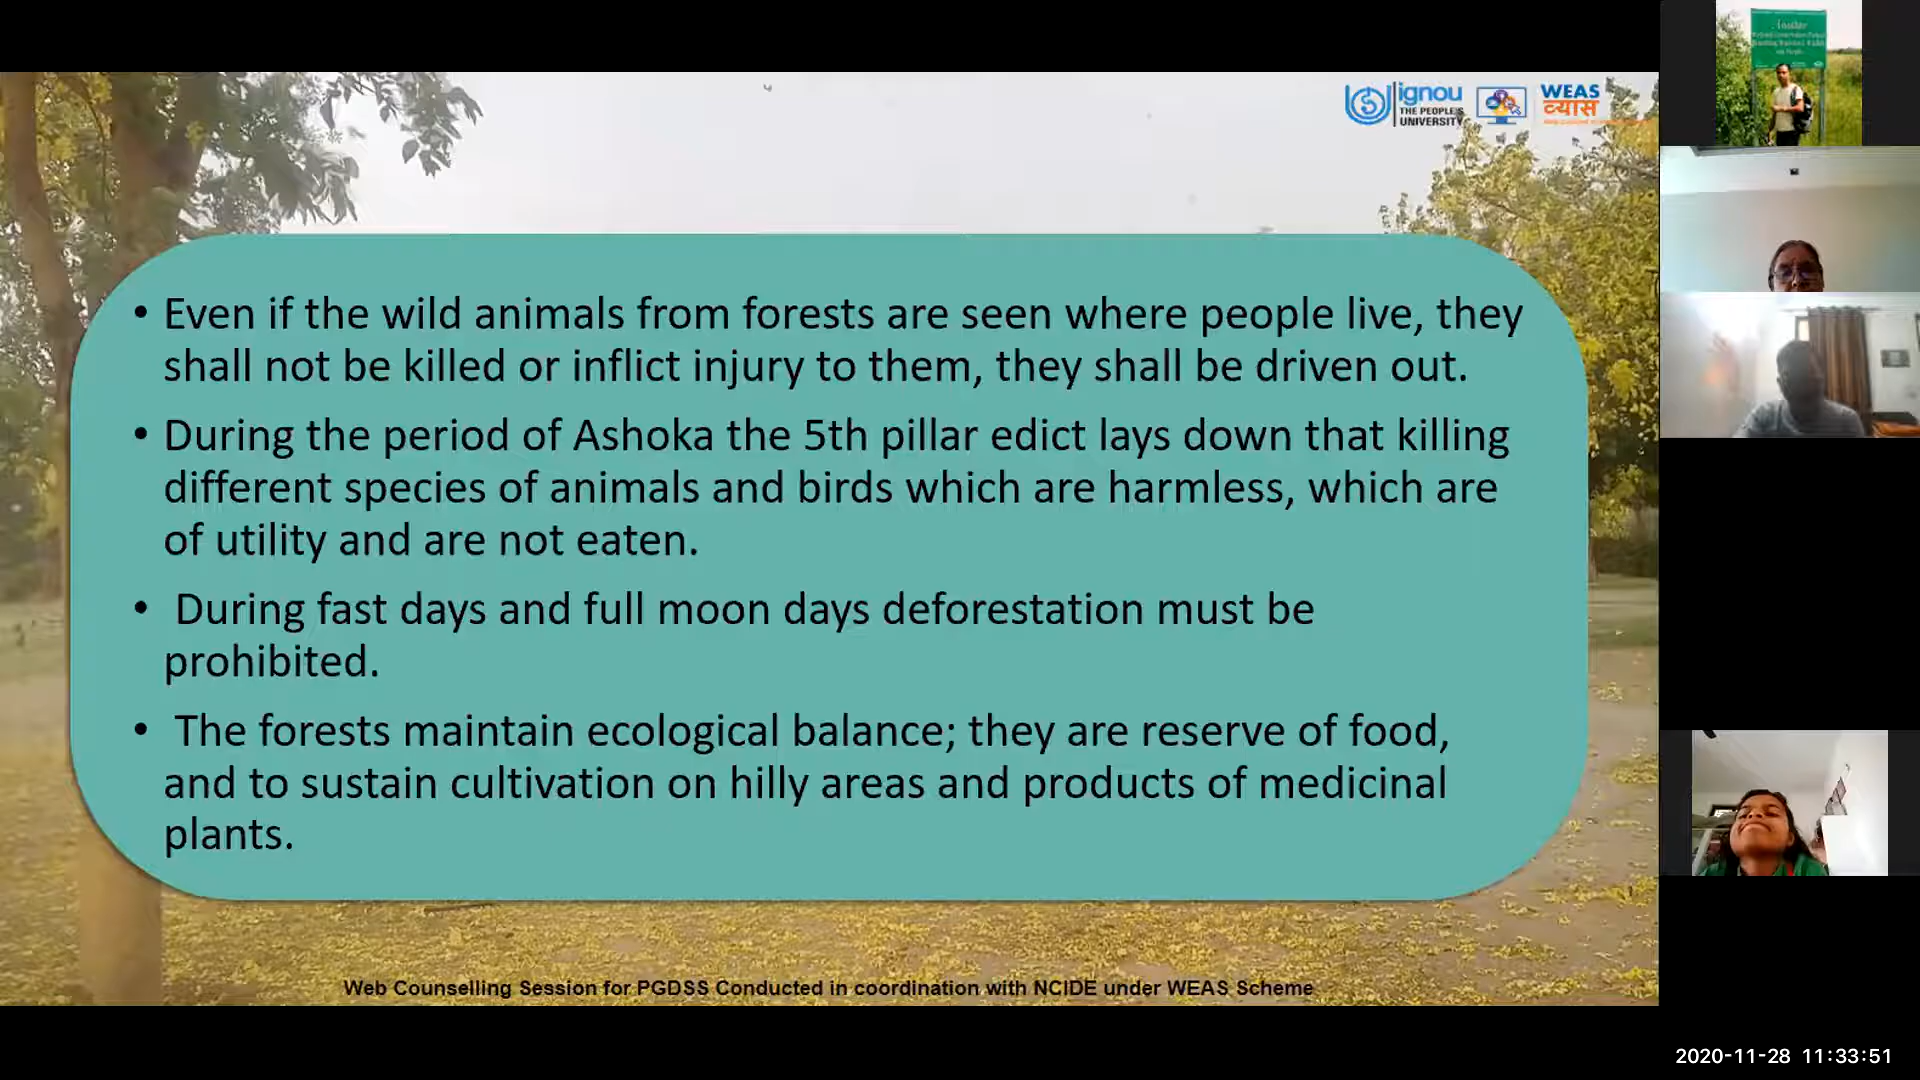 ignou
THE PEOPLE'S
UNIVERSITY
WEAS
व्यास
• Even if the wild animals from forests are seen where people live, they
shall not be killed or inflict injury to them, they shall be driven out.
• During the period of Ashoka the 5th pillar edict lays down that killing
different species of animals and birds which are harmless, which are
of utility and are not eaten.
• During fast days and full moon days deforestation must be
prohibited.
• The forests maintain ecological balance; they are reserve of food,
and to sustain cultivation on hilly areas and products of medicinal
plants.
Web Counselling Session for PGDSS Conducted in coordination with NCIDE under WEAS Scheme
2020-11-28 11:33:51